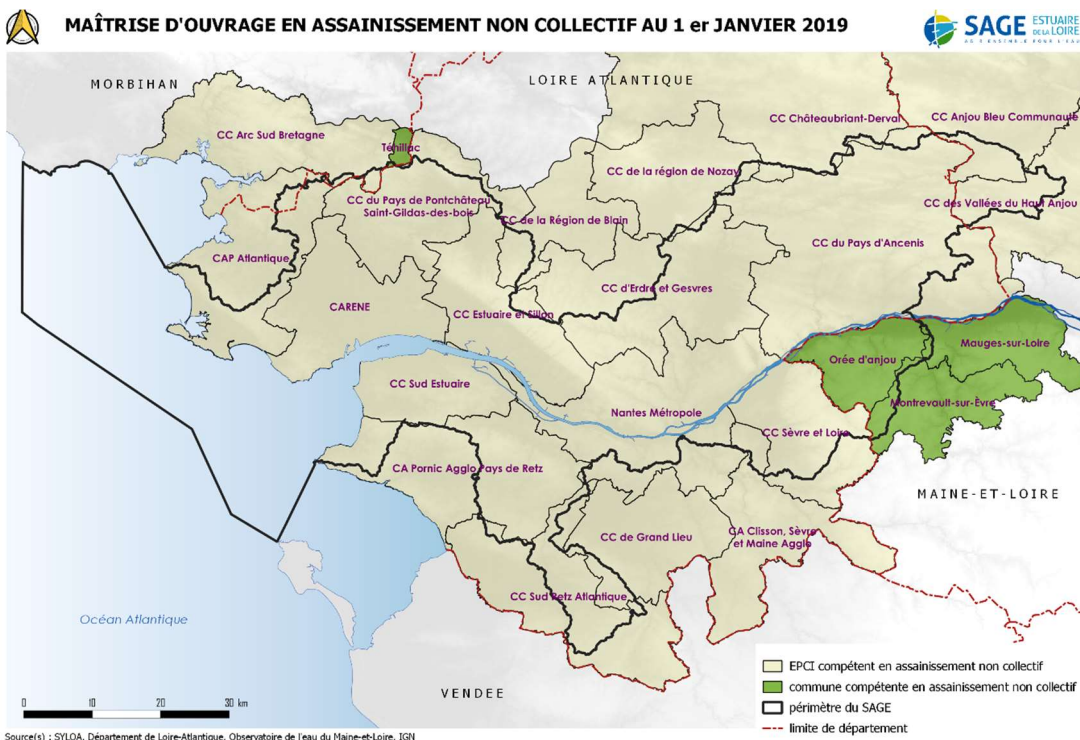 MAÎTRISE D'OUVRAGE EN ASSAINISSEMENT NON COLLECTIF AU 1 er JANVIER 2019
SAGE ESTUAIRE DE LA LOIRE
MORBIHAN
LOIRE ATLANTIQUE
CC Châteaubriant-Derval
CC Anjou Bleu Communauté
CC Arc Sud Bretagne
Téhillac
CC de la région de Nozay
CC du Pays de Pontchâteau
Saint-Gildas-des-bois
CC de la Région de Blain
CC des Vallées du Haut Anjou
CC du Pays d'Ancenis
CAP Atlantique
CC d'Erdre et Gesvres
CARENE
CC Estuaire et Sillon
Mauges-sur-Loire
Orée d'anjou
CC Sud Estuaire
Montrevault-sur-Èvre
Nantes Métropole
CC Sèvre et Loire
CA Pornic Agglo Pays de Retz
MAINE-ET-LOIRE
CC de Grand Lieu
CA Clisson, Sèvre
et Maine Agglo
CC Sud Retz Atlantique
Océan Atlantique
VENDEE
EPCI compétent en assainissement non collectif
commune compétente en assainissement non collectif
périmètre du SAGE
limite de département
0 10 20 30 km
Source(s) : SYLOA, Département de Loire-Atlantique, Observatoire de l'eau du Maine-et-Loire, IGN